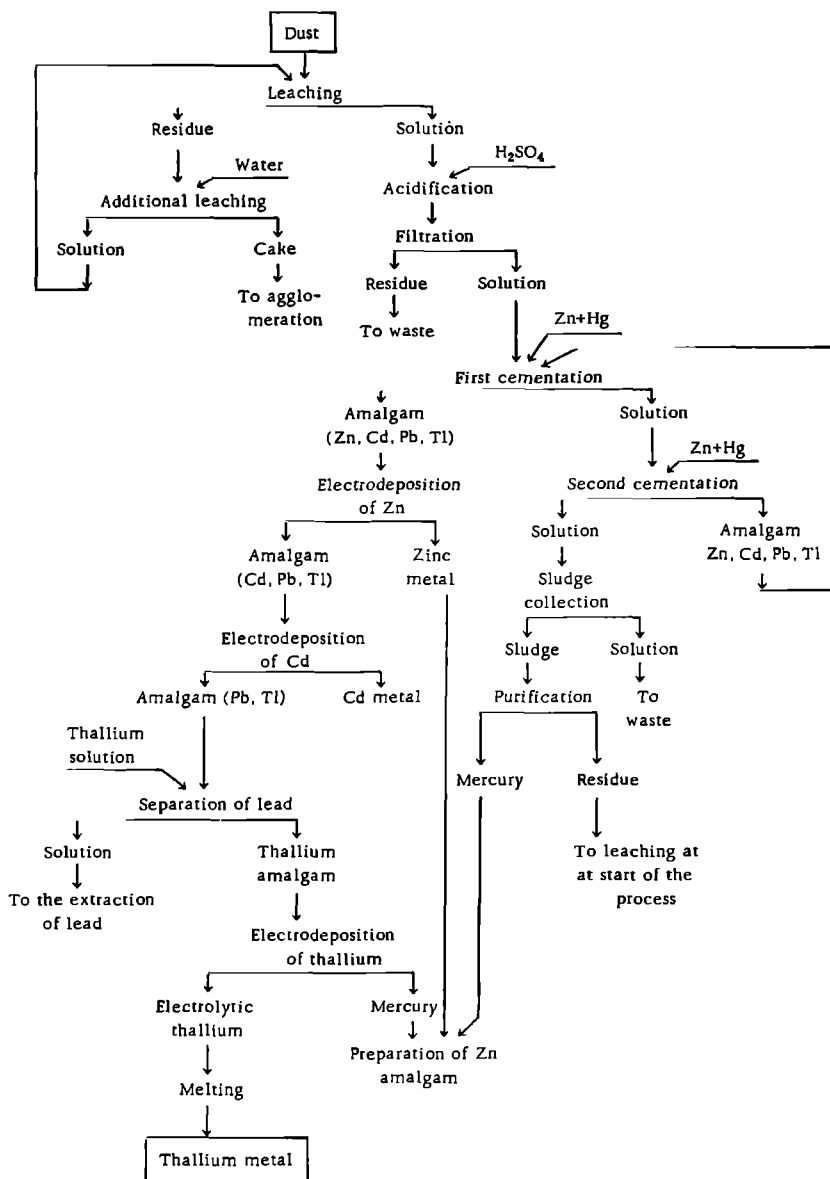 Dust
Leaching
Residue
Solution
Water
H₂SO₄
Additional leaching
Acidification
Solution
Cake
Filtration
To agglo-
meration
Residue
Solution
To waste
Zn+Hg
First cementation
Amalgam
(Zn, Cd, Pb, Tl)
Solution
Zn+Hg
Electrodeposition
of Zn
Second cementation
Amalgam
(Cd, Pb, Tl)
Zinc
metal
Solution
Amalgam
Zn, Cd, Pb, Tl
Sludge
collection
Electrodeposition
of Cd
Sludge
Solution
Amalgam (Pb, Tl)
Cd metal
Purification
To
waste
Thallium
solution
Mercury
Residue
Separation of lead
Solution
Thallium
amalgam
To leaching at
at start of the
process
To the extraction
of lead
Electrodeposition
of thallium
Electrolytic
thallium
Mercury
Preparation of Zn
amalgam
Melting
Thallium metal